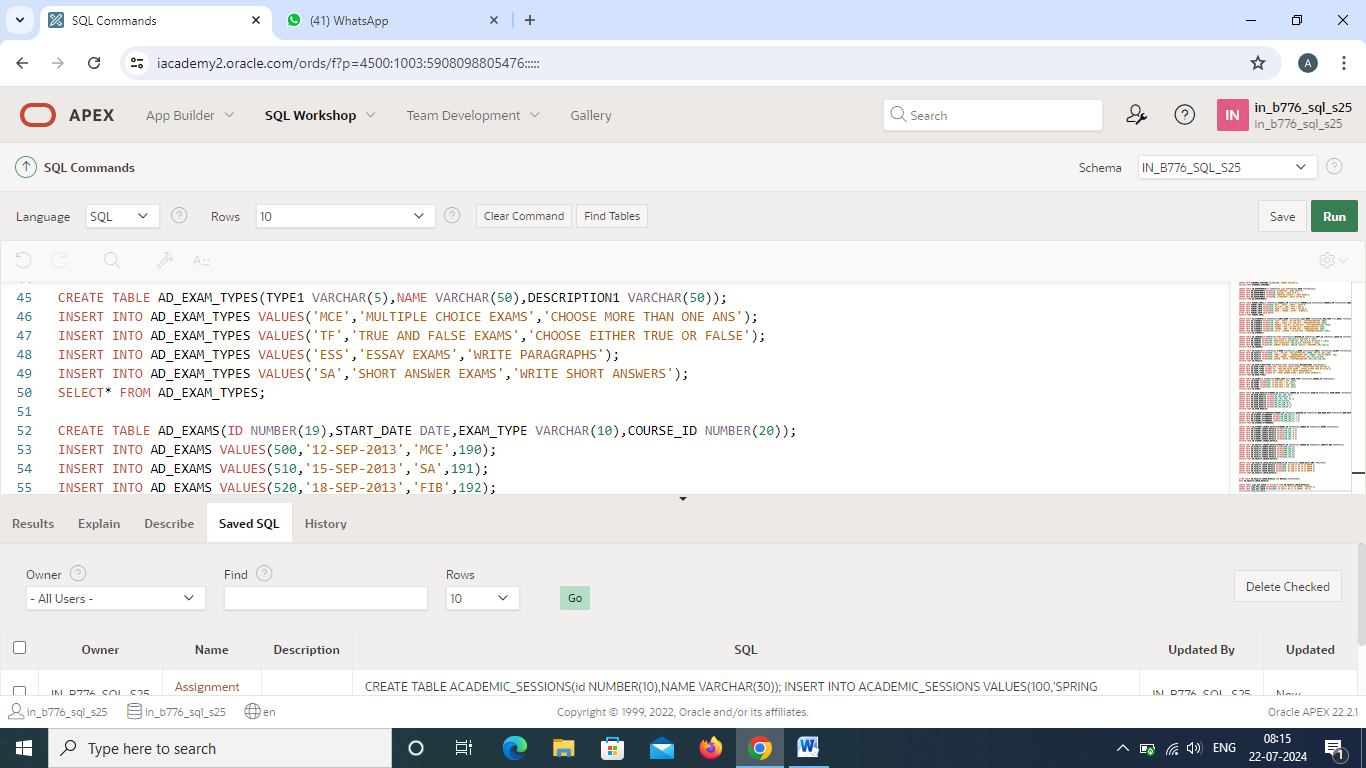 SQL Commands
(41) WhatsApp
iacademy2.oracle.com/ords/f?p=4500:1003:5908098805476:::::
A
APEX
App Builder
SQL Workshop
Team Development
Gallery
Search
IN
in_b776_sql_s25
in_b776_sql_s25
SQL Commands
Schema
IN_B776_SQL_S25
Language
SQL
Rows
10
Clear Command
Find Tables
Save
Run
45 CREATE TABLE AD_EXAM_TYPES(TYPE1 VARCHAR(5),NAME VARCHAR(50),DESCRIPTION1 VARCHAR(50));
46 INSERT INTO AD_EXAM_TYPES VALUES('MCE','MULTIPLE CHOICE EXAMS','CHOOSE MORE THAN ONE ANS');
47 INSERT INTO AD_EXAM_TYPES VALUES('TF','TRUE AND FALSE EXAMS','CHOOSE EITHER TRUE OR FALSE');
48 INSERT INTO AD_EXAM_TYPES VALUES('ESS','ESSAY EXAMS','WRITE PARAGRAPHS');
49 INSERT INTO AD_EXAM_TYPES VALUES('SA','SHORT ANSWER EXAMS','WRITE SHORT ANSWERS');
50 SELECT* FROM AD_EXAM_TYPES;
51
52 CREATE TABLE AD_EXAMS(ID NUMBER(19),START_DATE DATE,EXAM_TYPE VARCHAR(10),COURSE_ID NUMBER(20));
53 INSERT INTO AD_EXAMS VALUES(500,'12-SEP-2013','MCE',190);
54 INSERT INTO AD_EXAMS VALUES(510,'15-SEP-2013','SA',191);
55 INSERT INTO AD_EXAMS VALUES(520,'18-SEP-2013','FIB',192);
Results
Explain
Describe
Saved SQL
History
Owner
Find
Rows
- All Users -
10
Go
Delete Checked
Owner
Name
Description
SQL
Updated By
Updated
IN_B776_SQL_S25
Assignment
CREATE TABLE ACADEMIC_SESSIONS(id NUMBER(10),NAME VARCHAR(30)); INSERT INTO ACADEMIC_SESSIONS VALUES(100,'SPRING
IN_B776_SQL_S25
Now
in_b776_sql_s25
in_b776_sql_s25
en
Copyright © 1999, 2022, Oracle and/or its affiliates.
Oracle APEX 22.2.1
Type here to search
ENG
08:15
22-07-2024
1